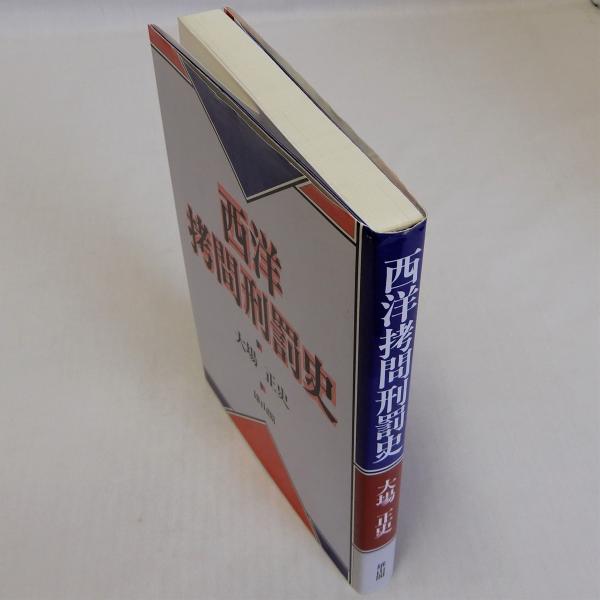 西洋
拷問刑罰史
大場 正史
雄山閣
西洋拷問刑罰史
大場 正史
雄山閣